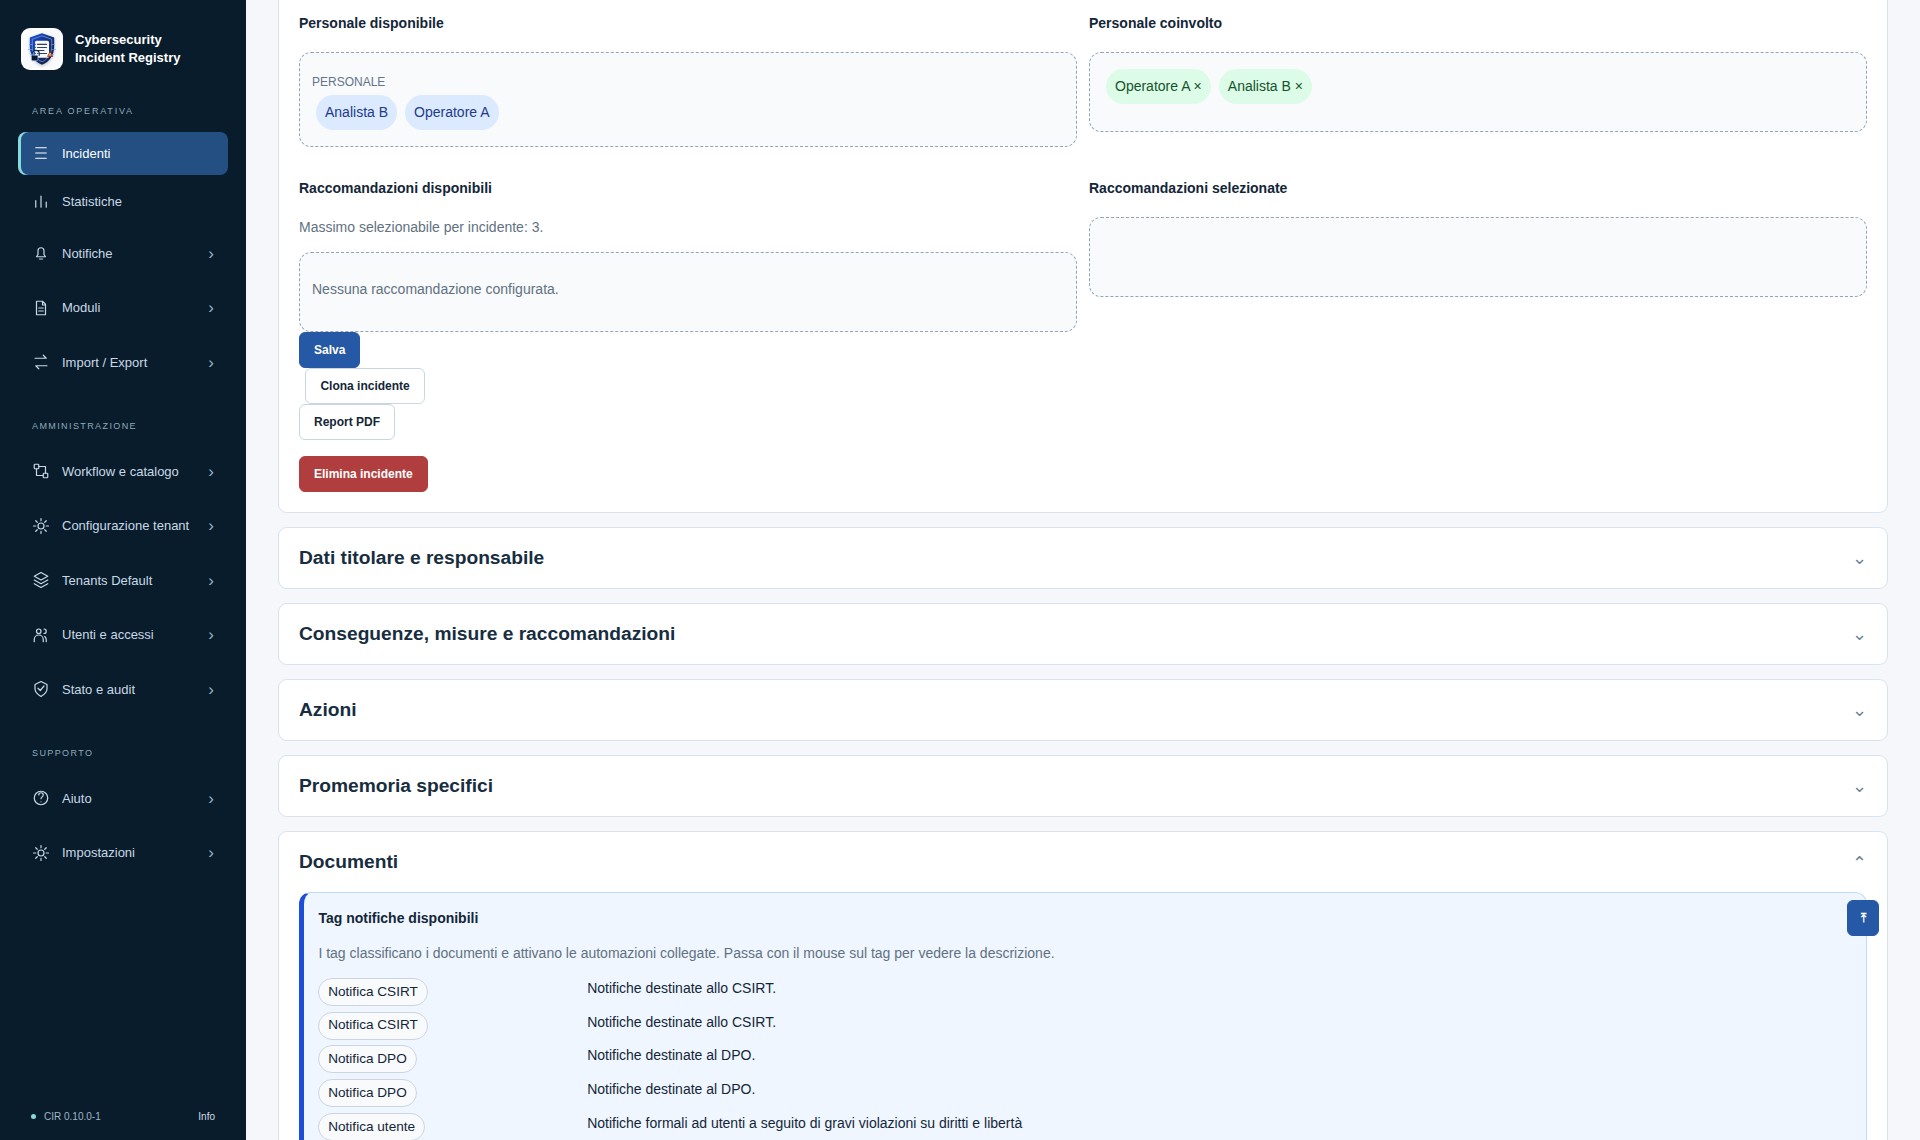 Cybersecurity
Incident Registry
AREA OPERATIVA
Incidenti
Statistiche
Notifiche
Moduli
Import / Export
AMMINISTRAZIONE
Workflow e catalogo
Configurazione tenant
Tenants Default
Utenti e accessi
Stato e audit
SUPPORTO
Aiuto
Impostazioni
CIR 0.10.0-1 Info
Personale disponibile
PERSONALE
Analista B Operatore A
Personale coinvolto
Operatore A × Analista B ×
Raccomandazioni disponibili
Massimo selezionabile per incidente: 3.
Nessuna raccomandazione configurata.
Raccomandazioni selezionate
Salva
Clona incidente
Report PDF
Elimina incidente
Dati titolare e responsabile
Conseguenze, misure e raccomandazioni
Azioni
Promemoria specifici
Documenti
Tag notifiche disponibili
I tag classificano i documenti e attivano le automazioni collegate. Passa con il mouse sul tag per vedere la descrizione.
Notifica CSIRT Notifiche destinate allo CSIRT.
Notifica CSIRT Notifiche destinate allo CSIRT.
Notifica DPO Notifiche destinate al DPO.
Notifica DPO Notifiche destinate al DPO.
Notifica utente Notifiche formali ad utenti a seguito di gravi violazioni su diritti e libertà